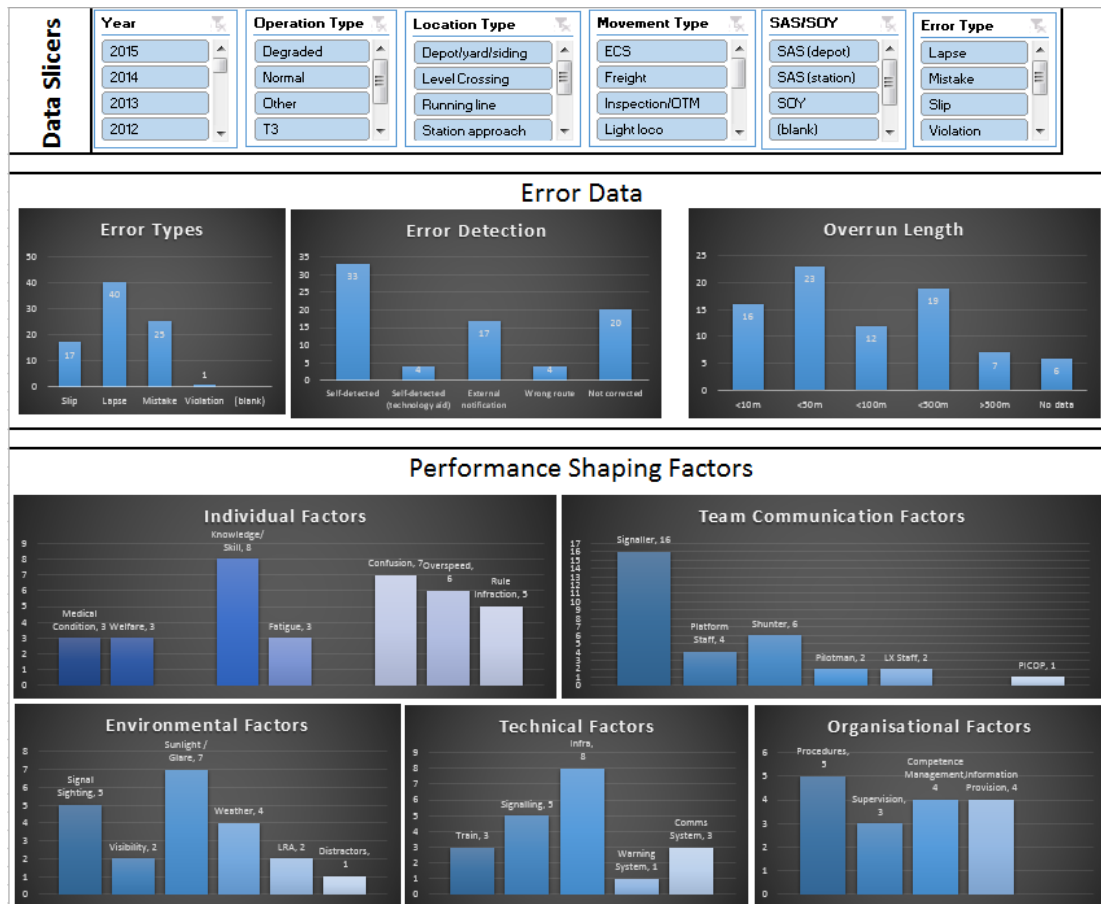 Data Slicers
Year
2015
2014
2013
2012
Operation Type
Degraded
Normal
Other
T3
Location Type
Depot/yard/siding
Level Crossing
Running line
Station approach
Movement Type
ECS
Freight
Inspection/OTM
Light loco
SAS/SOY
SAS (depot)
SAS (station)
SOY
(blank)
Error Type
Lapse
Mistake
Slip
Violation
Error Data
Error Types
50
40
30
20
10
0
17
40
25
1
Slip Lapse Mistake Violation (blank)
Error Detection
35
30
25
20
15
10
5
0
33
4
17
4
20
Self-detected Self-detected External Wrong route Not corrected
(technology aid) notification
Overrun Length
25
20
15
10
5
0
16
23
12
19
7
6
<10m <50m <100m <500m >500m No data
Performance Shaping Factors
Individual Factors
9
8
7
6
5
4
3
2
1
0
Medical
Condition, 3
Welfare, 3
Knowledge/
Skill, 8
Fatigue, 3
Confusion, 7
Overspeed,
6
Rule
Infraction, 5
Team Communication Factors
17
16
15
14
13
12
11
10
9
8
7
6
5
4
3
2
1
0
Signaller, 16
Platform
Staff, 4
Shunter, 6
Pilotman, 2
LX Staff, 2
PICOP, 1
Environmental Factors
8
7
6
5
4
3
2
1
0
Signal
Sighting, 5
Visibility, 2
Sunlight /
Glare, 7
Weather, 4
LRA, 2
Distractors,
1
Technical Factors
9
8
7
6
5
4
3
2
1
0
Train, 3
Signalling, 5
Infra,
8
Warning
System, 1
Comms
System, 3
Organisational Factors
6
5
4
3
2
1
0
Procedures,
5
Supervision,
3
Competence
Management,
4
Information
Provision, 4